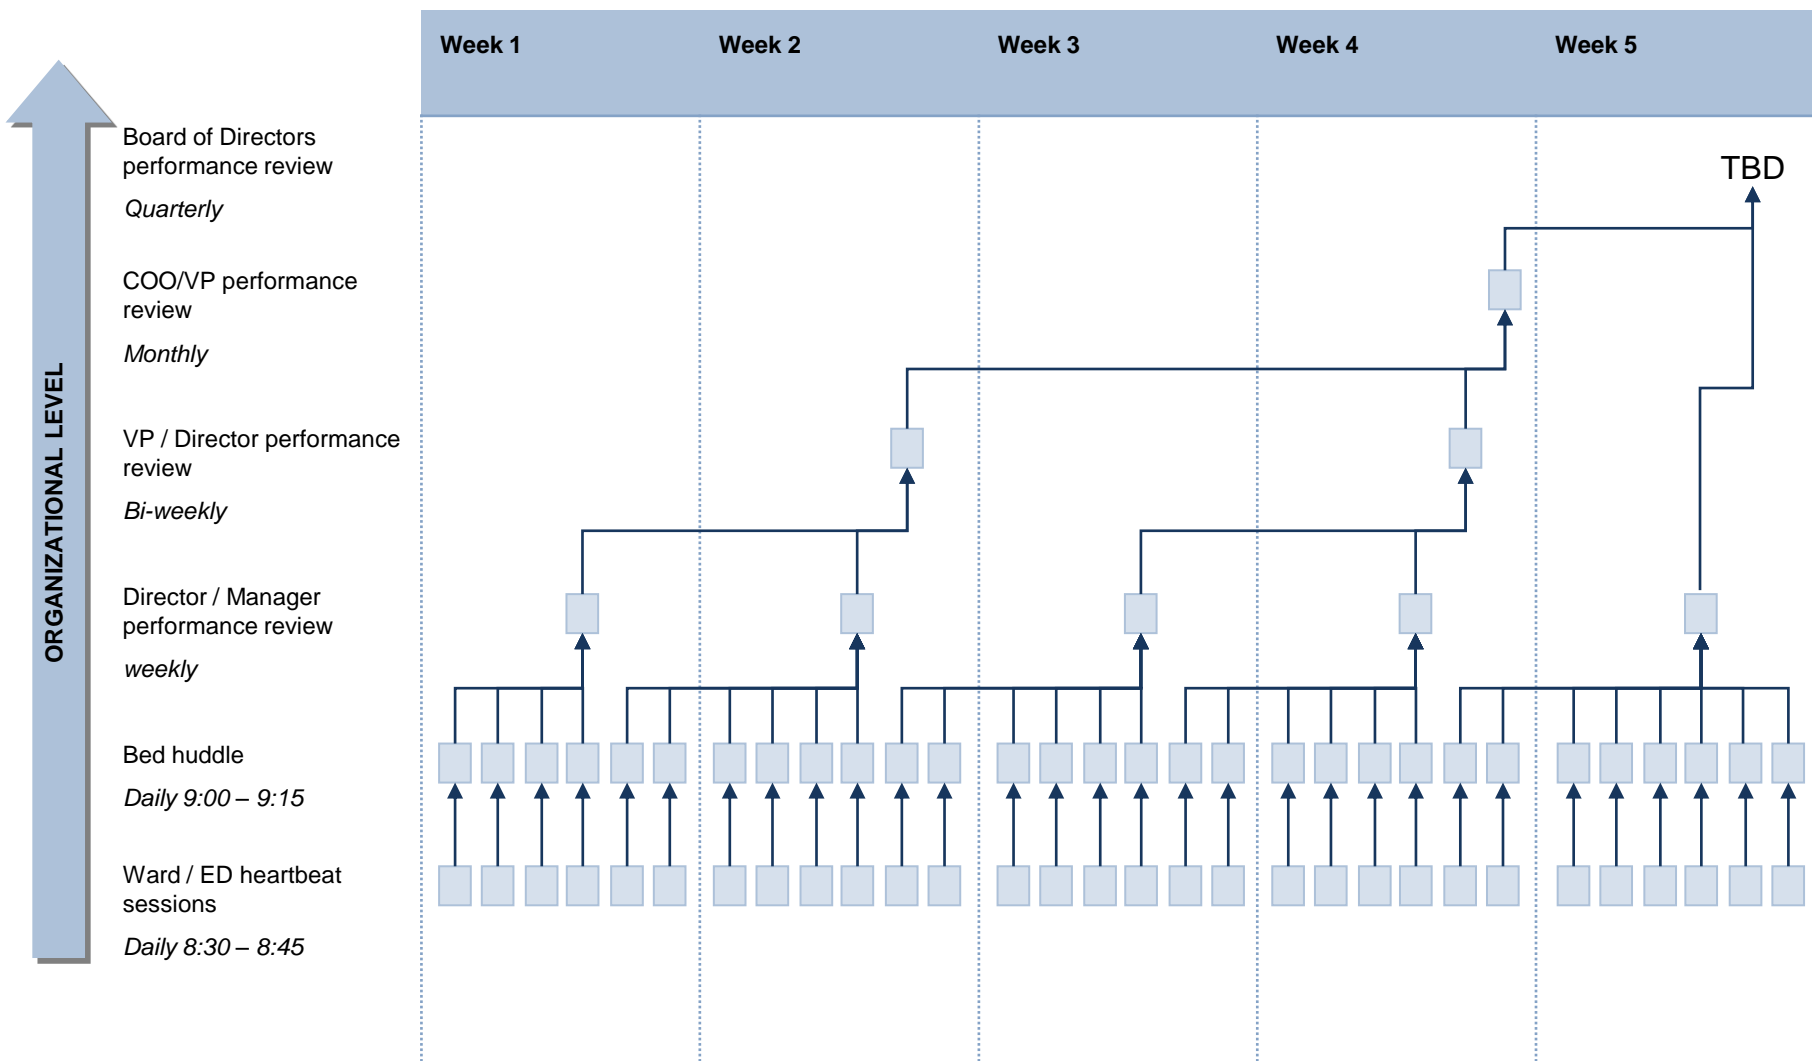 Week 1
Week 2
Week 3
Week 4
Week 5
ORGANIZATIONAL LEVEL
Board of Directors
performance review
Quarterly
TBD
COO/VP performance
review
Monthly
VP / Director performance
review
Bi-weekly
Director / Manager
performance review
weekly
Bed huddle
Daily 9:00 – 9:15
Ward / ED heartbeat
sessions
Daily 8:30 – 8:45